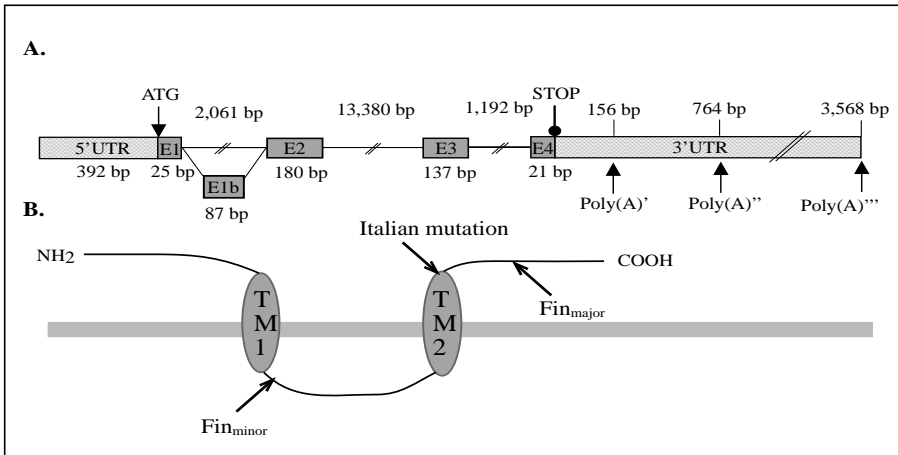 A.
ATG
STOP
2,061 bp
13,380 bp
1,192 bp
156 bp
764 bp
3,568 bp
5’UTR
E1
E2
E3
E4
3’UTR
392 bp
25 bp
180 bp
137 bp
21 bp
E1b
87 bp
Poly(A)’
Poly(A)’’
Poly(A)’’’
B.
Italian mutation
NH2
COOH
TM1
TM2
Finmajor
Finminor